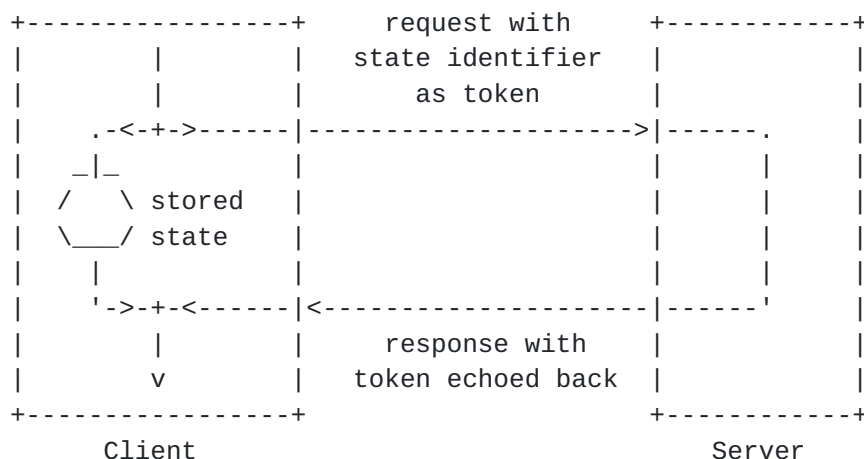 request with
state identifier
as token
stored
state
response with
token echoed back
Client Server